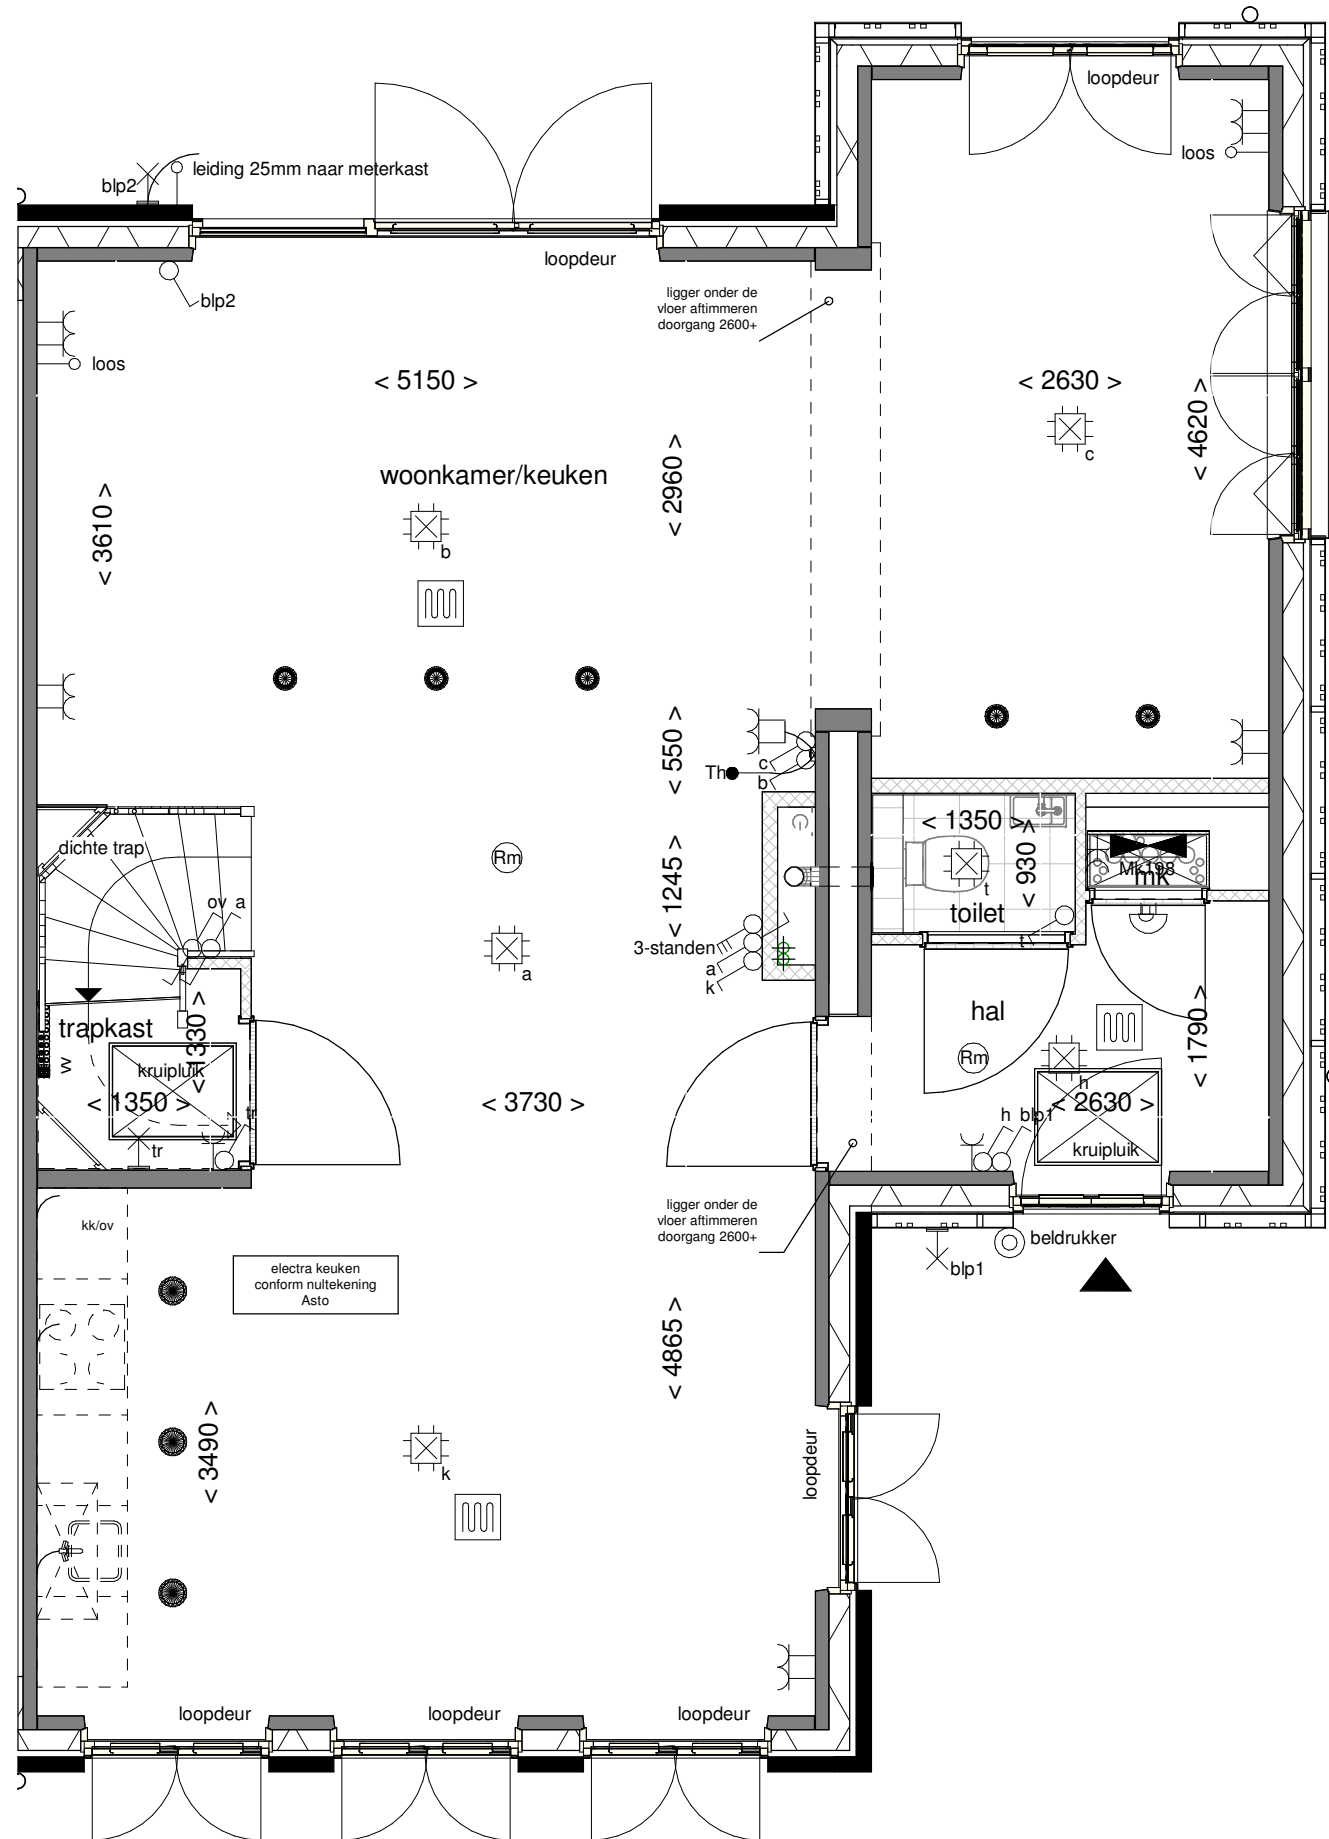 loopdeur
loos
leiding 25mm naar meterkast
blp2
loopdeur
blp2
ligger onder de
vloer aftimmeren
doorgang 2600+
loos
< 5150 >
< 2630 >
< 4620 >
c
woonkamer/keuken
< 2960 >
< 3610 >
b
< 550 >
c
Th
b
< 1350 >
dichte trap
Rm
< 930 >
Mk198
mk
< 1245 >
t
ov a
toilet
t
3-standen
a
a
k
hal
trapkast
< 1330 >
< 1790 >
Rm
kruipluik
h
< 1350 >
< 3730 >
< 2630 >
tr
h blp1
tr
kruipluik
kk/ov
ligger onder de
vloer aftimmeren
doorgang 2600+
beldrukker
blp1
electra keuken
conform nultekening
Asto
< 4865 >
< 3490 >
loopdeur
k
loopdeur
loopdeur
loopdeur